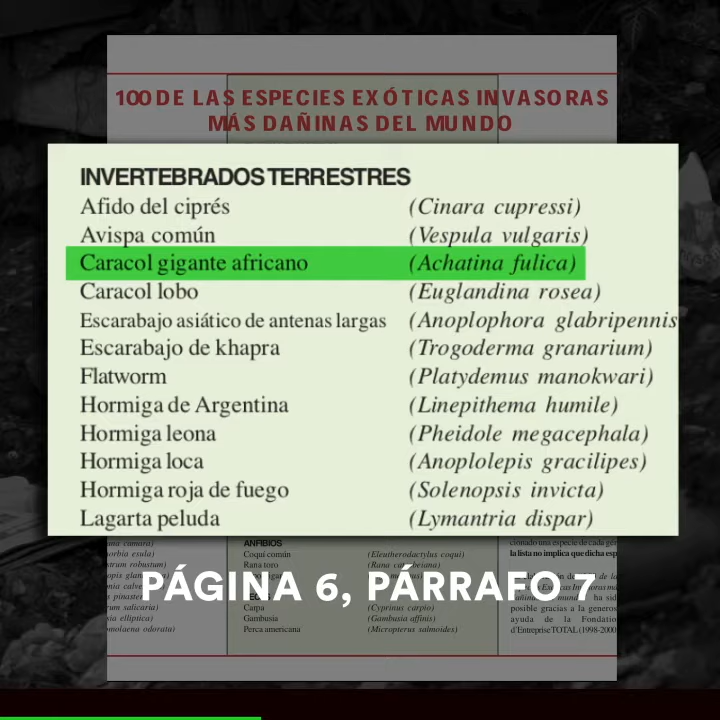 100 DE LAS ESPECIES EXÓTICAS INVASORAS
MÁS DAÑINAS DEL MUNDO
INVERTEBRADOS TERRESTRES
Afido del ciprés (Cinara cupressi)
Avispa común (Vespula vulgaris)
Caracol gigante africano (Achatina fulica)
Caracol lobo (Euglandina rosea)
Escarabajo asiático de antenas largas (Anoplophora glabripennis
Escarabajo de khapra (Trogoderma granarium)
Flatworm (Platydemus manokwari)
Hormiga de Argentina (Linepithema humile)
Hormiga leona (Pheidole megacephala)
Hormiga loca (Anoplolepis gracilipes)
Hormiga roja de fuego (Solenopsis invicta)
Lagarta peluda (Lymantria dispar)
ANFIBIOS
Coquí común (Eleutherodactylus coqui)
Rana toro (Rana catesbeiana)
PÁGINA 6, PÁRRAFO 7
Carpa (Cyprinus carpio)
Gambusia (Gambusia affinis)
Perca americana (Micropterus salmoides)
la lista no implica que dicha esp
posible gracias a la generos
ayuda de la Fondatio
d'Entreprise TOTAL (1998-2000